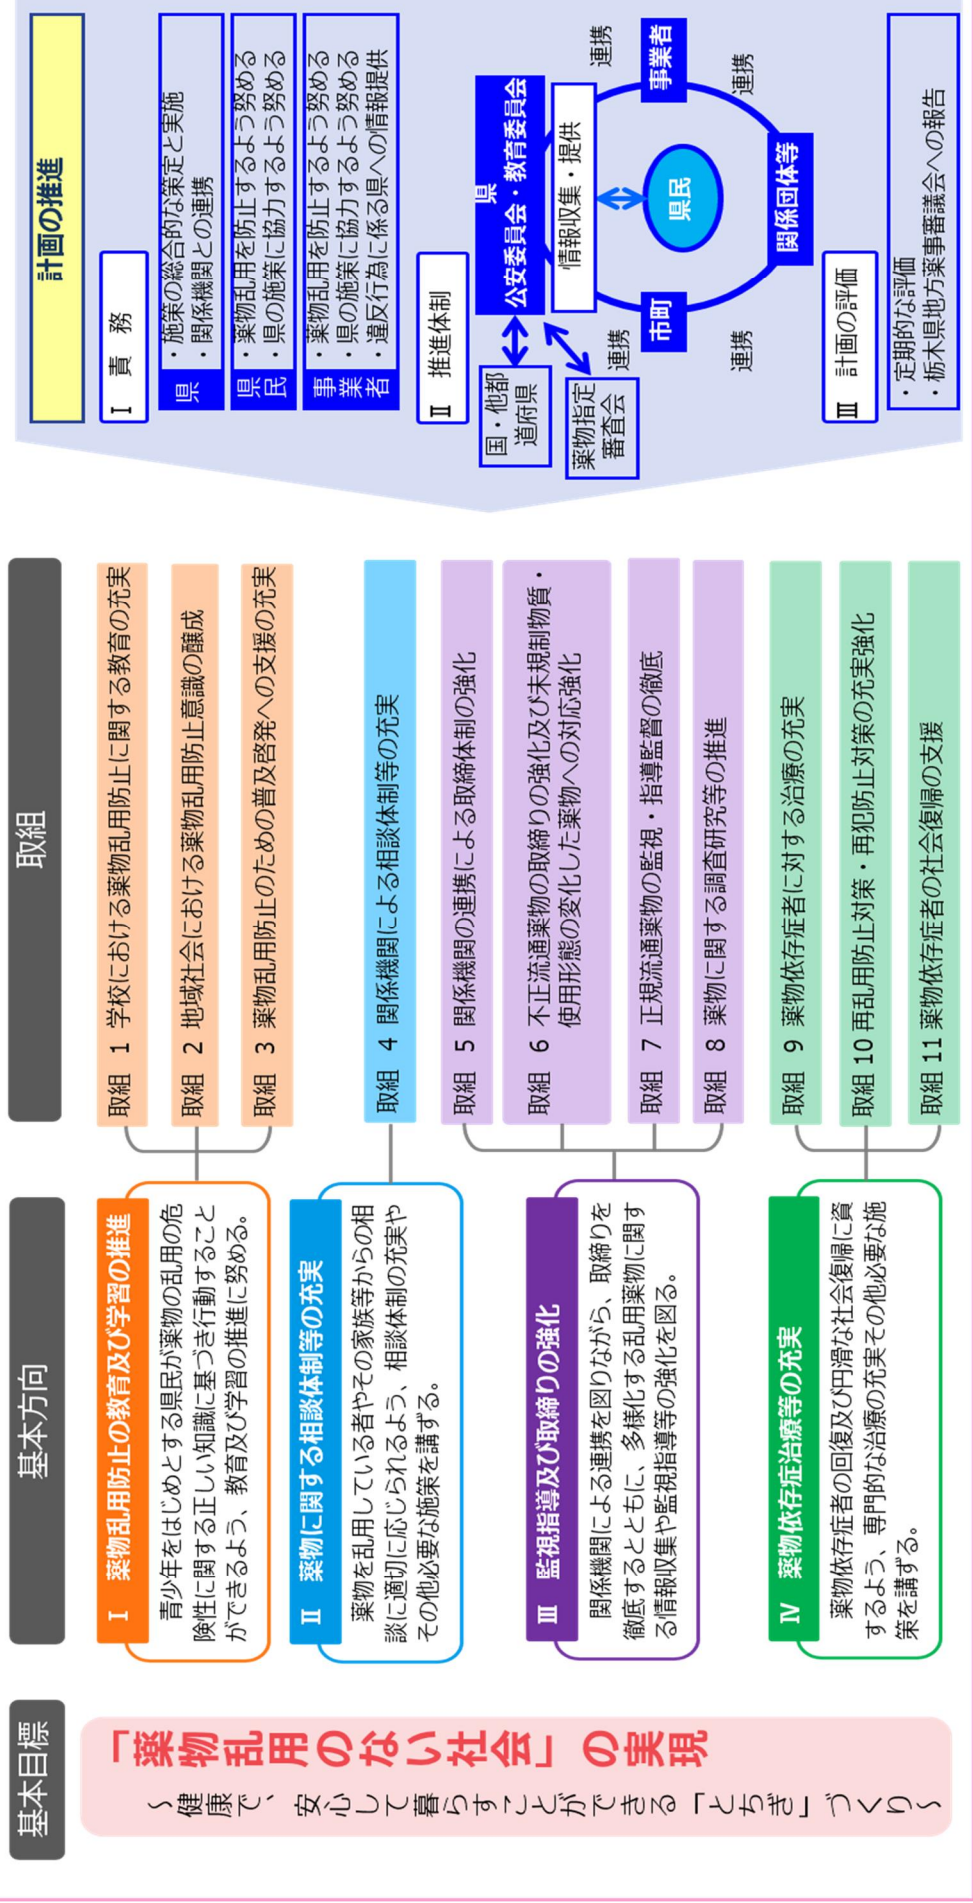 基本目標
「薬物乱用のない社会」の実現
～健康で、安心して暮らすことができる「とちぎ」づくり～
基本方向
Ⅰ 薬物乱用防止の教育及び学習の推進
青少年をはじめとする県民が薬物の乱用の危
険性に関する正しい知識に基づき行動すること
ができるよう、教育及び学習の推進に努める。
Ⅱ 薬物に関する相談体制等の充実
薬物を乱用している者やその家族等からの相
談に適切に応じられるよう、相談体制の充実や
その他必要な施策を講ずる。
Ⅲ 監視指導及び取締りの強化
関係機関による連携を図りながら、取締りを
徹底するとともに、多様化する乱用薬物に関す
る情報収集や監視指導等の強化を図る。
Ⅳ 薬物依存症治療等の充実
薬物依存症者の回復及び円滑な社会復帰に資
するよう、専門的な治療の充実その他必要な施
策を講ずる。
取組
取組 1 学校における薬物乱用防止に関する教育の充実
取組 2 地域社会における薬物乱用防止意識の醸成
取組 3 薬物乱用防止のための普及啓発への支援の充実
取組 4 関係機関による相談体制等の充実
取組 5 関係機関の連携による取締体制の強化
取組 6 不正流通薬物の取締りの強化及び未規制物質・
使用形態の変化した薬物への対応強化
取組 7 正規流通薬物の監視・指導監督の徹底
取組 8 薬物に関する調査研究等の推進
取組 9 薬物依存症者に対する治療の充実
取組 10 再乱用防止対策・再犯防止対策の充実強化
取組 11 薬物依存症者の社会復帰の支援
計画の推進
Ⅰ 責 務
県
・施策の総合的な策定と実施
・関係機関との連携
県民
・薬物乱用を防止するよう努める
・県の施策に協力するよう努める
事業者
・薬物乱用を防止するよう努める
・県の施策に協力するよう努める
・違反行為に係る県への情報提供
Ⅱ 推進体制
県
公安委員会・教育委員会
情報収集・提供
国・他都
道府県
薬物指定
審査会
連携
連携
市町
県民
事業者
連携
連携
関係団体等
Ⅲ 計画の評価
・定期的な評価
・栃木県地方薬事審議会への報告